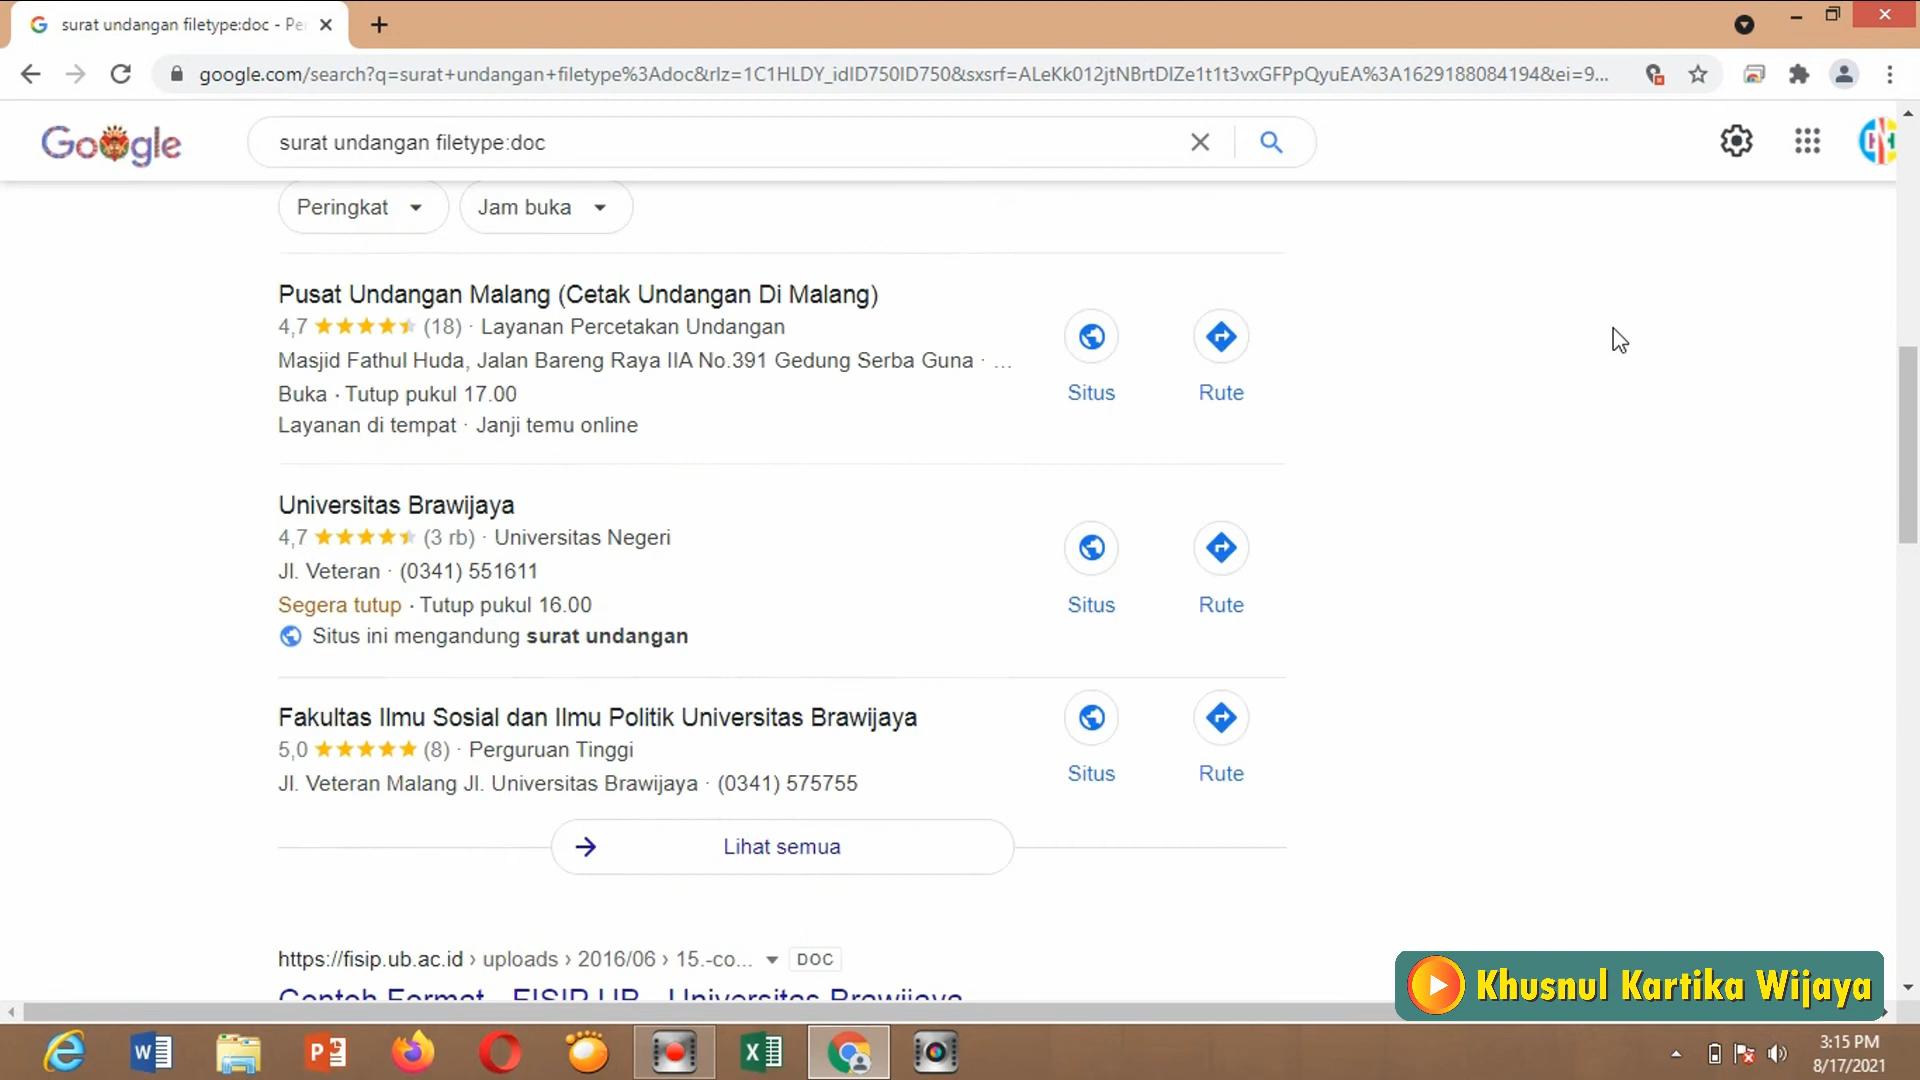 surat undangan filetype:doc - Pe
google.com/search?q=surat+undangan+filetype%3Adoc&rlz=1C1HLDY_idID750ID750&sxsrf=ALeKk012jtNBrtDIZe1t1t3vxGFPpQyuEA%3A1629188084194&ei=9...
Google
surat undangan filetype:doc
Peringkat
Jam buka
Pusat Undangan Malang (Cetak Undangan Di Malang)
4,7 (18) · Layanan Percetakan Undangan
Masjid Fathul Huda, Jalan Bareng Raya IIA No.391 Gedung Serba Guna · ...
Buka · Tutup pukul 17.00
Layanan di tempat · Janji temu online
Situs
Rute
Universitas Brawijaya
4,7 (3 rb) · Universitas Negeri
Jl. Veteran · (0341) 551611
Segera tutup · Tutup pukul 16.00
Situs ini mengandung surat undangan
Situs
Rute
Fakultas Ilmu Sosial dan Ilmu Politik Universitas Brawijaya
5,0 (8) · Perguruan Tinggi
Jl. Veteran Malang Jl. Universitas Brawijaya · (0341) 575755
Situs
Rute
Lihat semua
https://fisip.ub.ac.id › uploads › 2016/06 › 15.-co... DOC
Contoh Format - FISIP UB - Universitas Brawijaya
Khusnul Kartika Wijaya
3:15 PM
8/17/2021